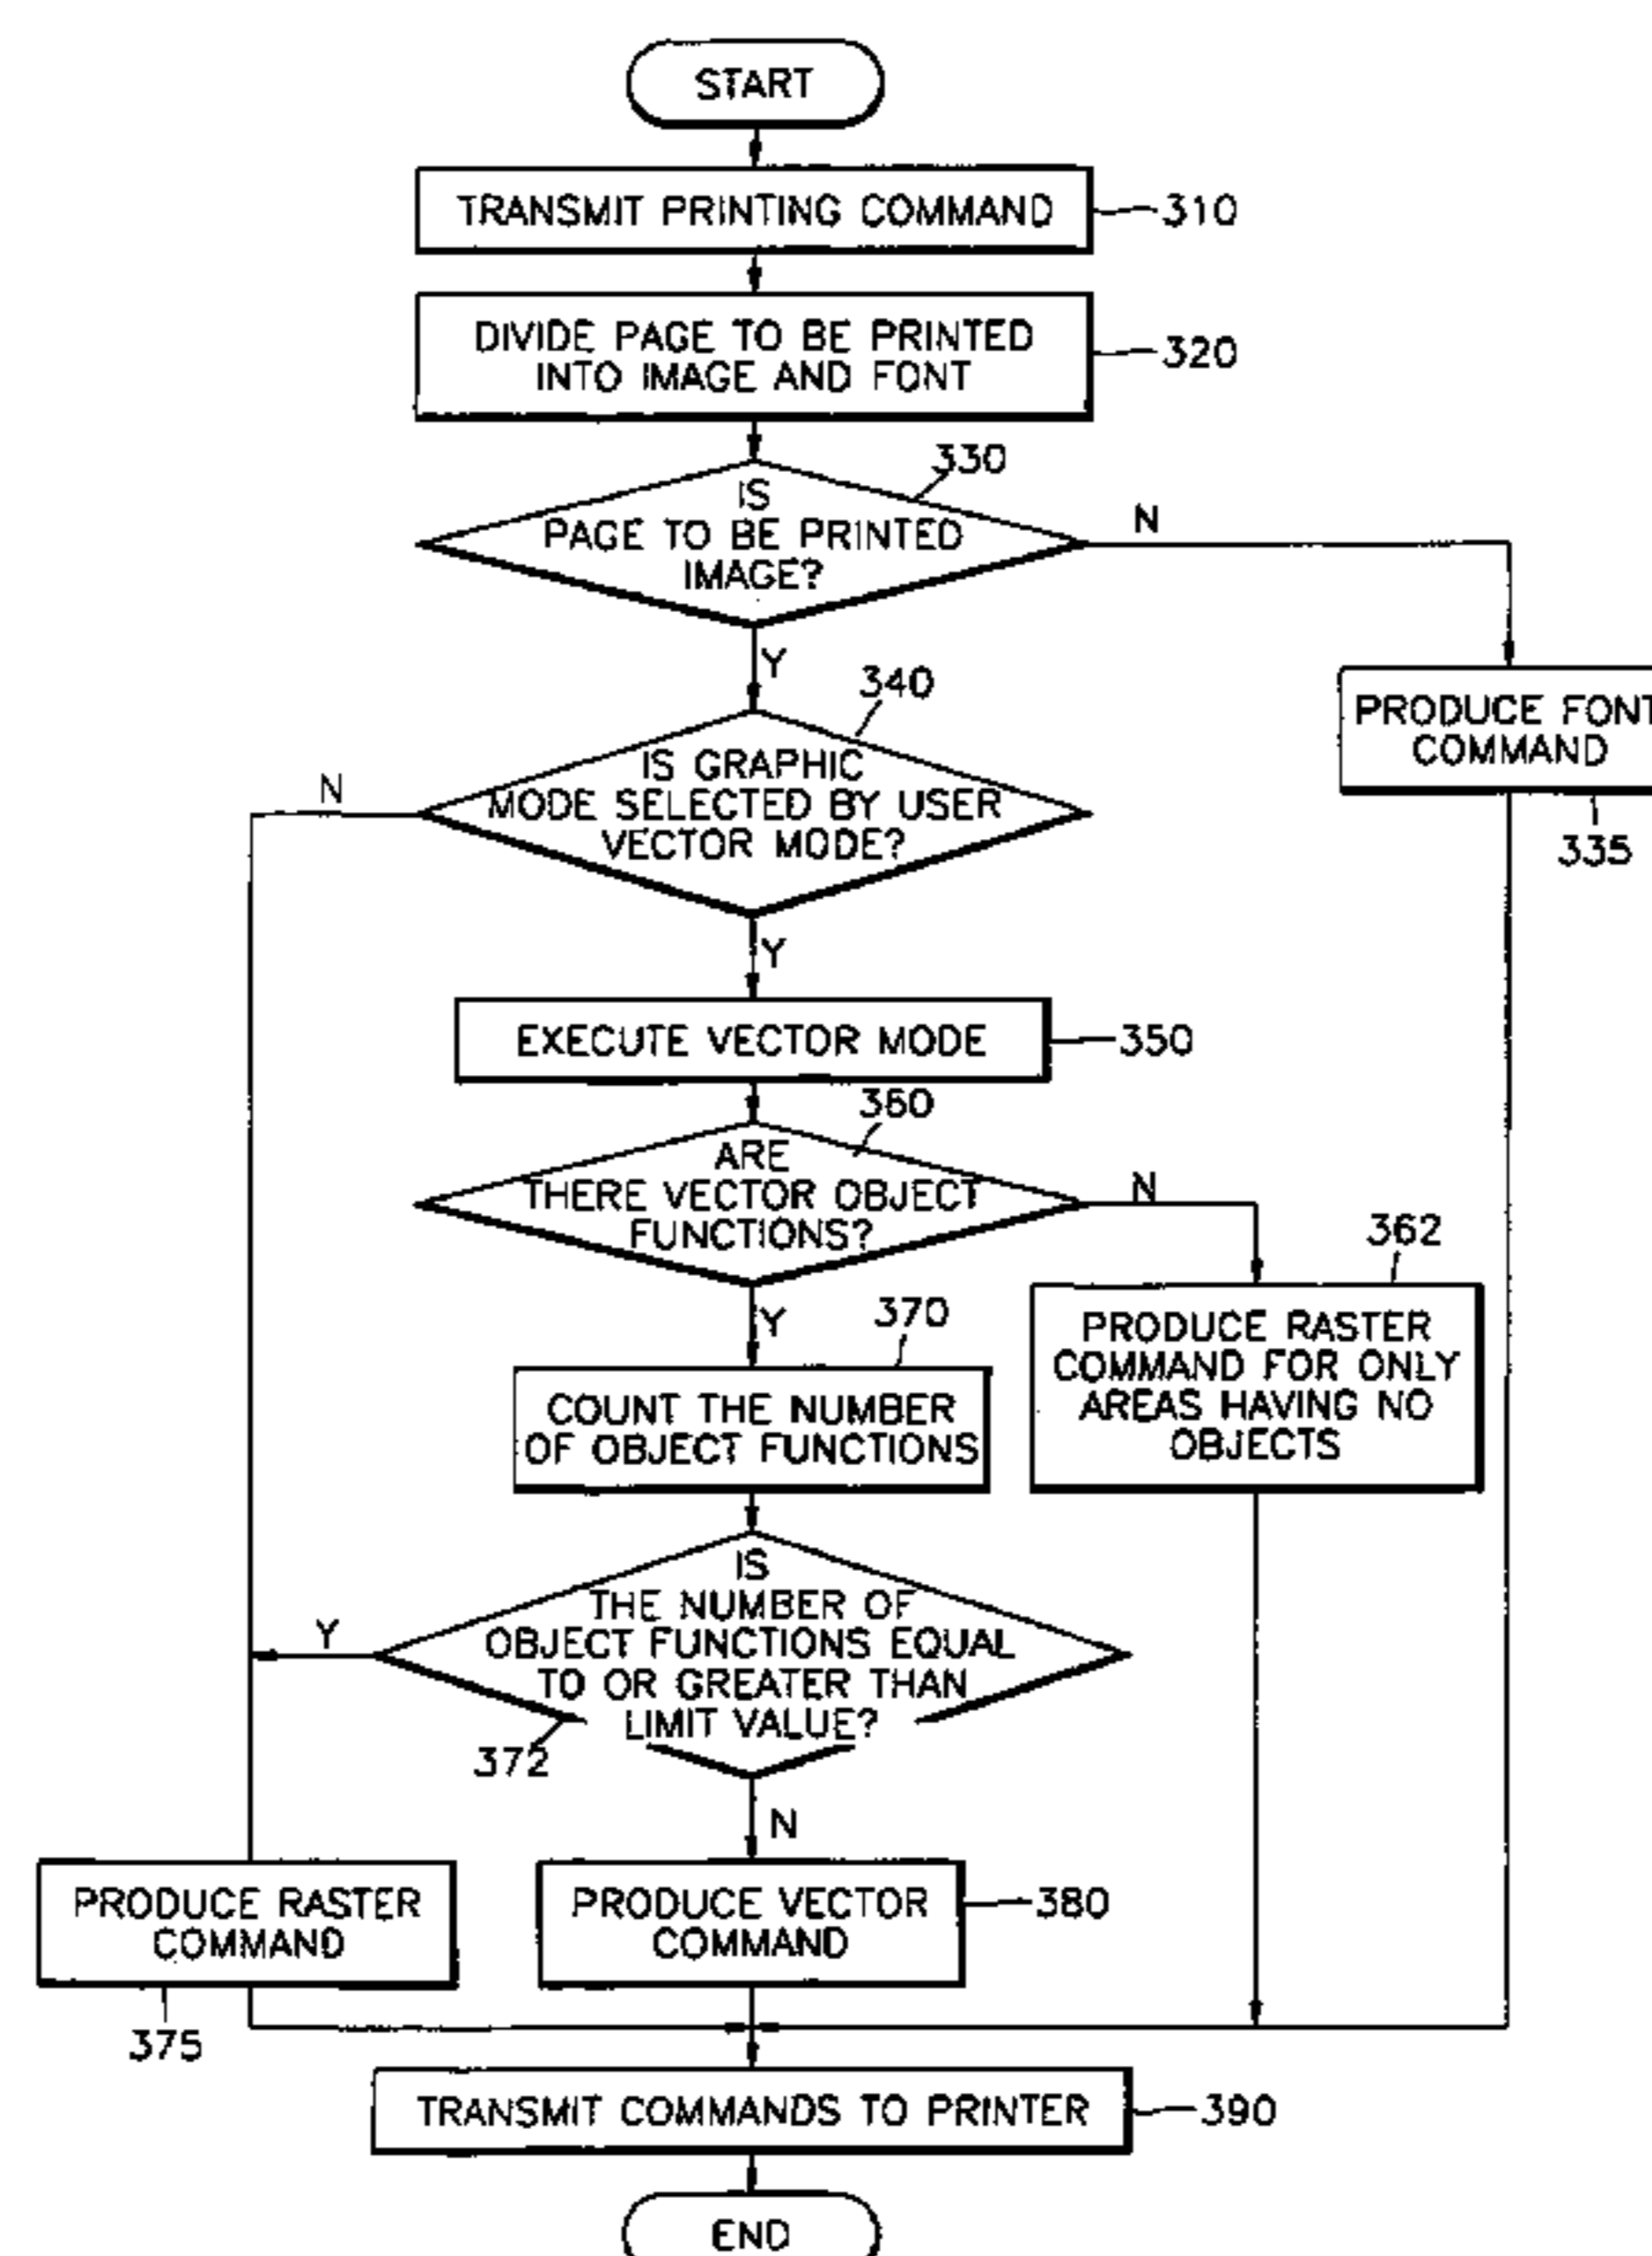 START
TRANSMIT PRINTING COMMAND
310
DIVIDE PAGE TO BE PRINTED
INTO IMAGE AND FONT
320
330
IS
PAGE TO BE PRINTED
IMAGE?
N
Y
340
IS GRAPHIC
MODE SELECTED BY USER
VECTOR MODE?
N
PRODUCE FONT
COMMAND
335
Y
EXECUTE VECTOR MODE
350
360
ARE
THERE VECTOR OBJECT
FUNCTIONS?
N
362
PRODUCE RASTER
COMMAND FOR ONLY
AREAS HAVING NO
OBJECTS
Y
370
COUNT THE NUMBER
OF OBJECT FUNCTIONS
IS
THE NUMBER OF
OBJECT FUNCTIONS EQUAL
TO OR GREATER THAN
LIMIT VALUE?
Y
372
N
PRODUCE RASTER
COMMAND
375
PRODUCE VECTOR
COMMAND
380
TRANSMIT COMMANDS TO PRINTER
390
END